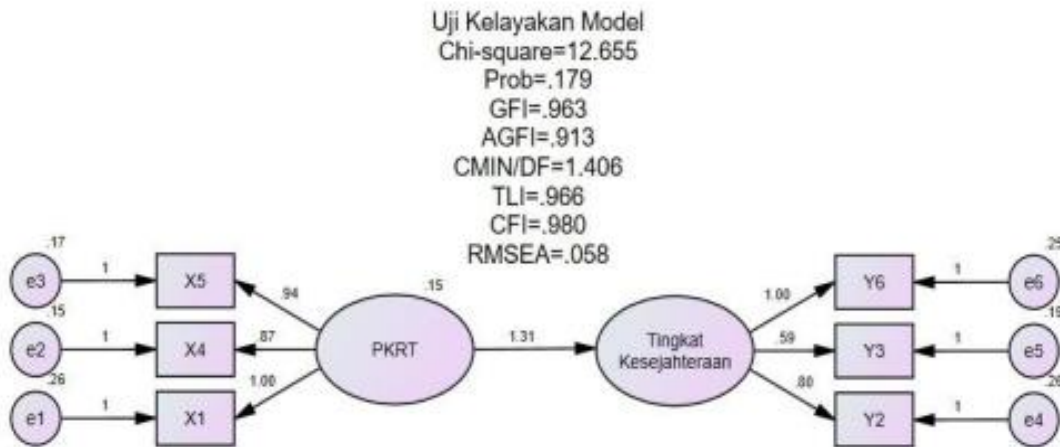 Uji Kelayakan Model
Chi-square=12.655
Prob=.179
GFI=.963
AGFI=.913
CMIN/DF=1.406
TLI=.966
CFI=.980
RMSEA=.058
.17
e3
1
X5
.94
.15
e2
1
X4
.87
.26
e1
1
X1
1.00
.15
PKRT
1.31
Tingkat
Kesejahteraan
1.00
Y6
1
e6
.59
Y3
1
e5
.19
.80
Y2
1
e4
.26